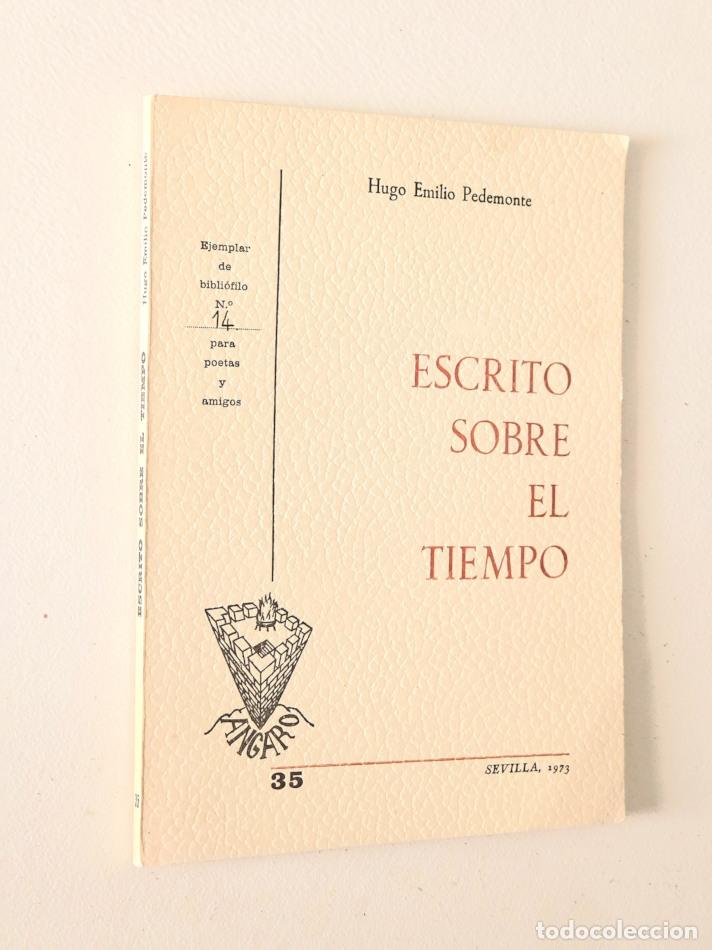 Hugo Emilio Pedemonte
Ejemplar
de
bibliófilo
N.º
14
para
poetas
y
amigos
ESCRITO
SOBRE
EL
TIEMPO
ANGARO
35
SEVILLA, 1973
Hugo Emilio Pedemonte
ESCRITO SOBRE EL TIEMPO
35
todocoleccion